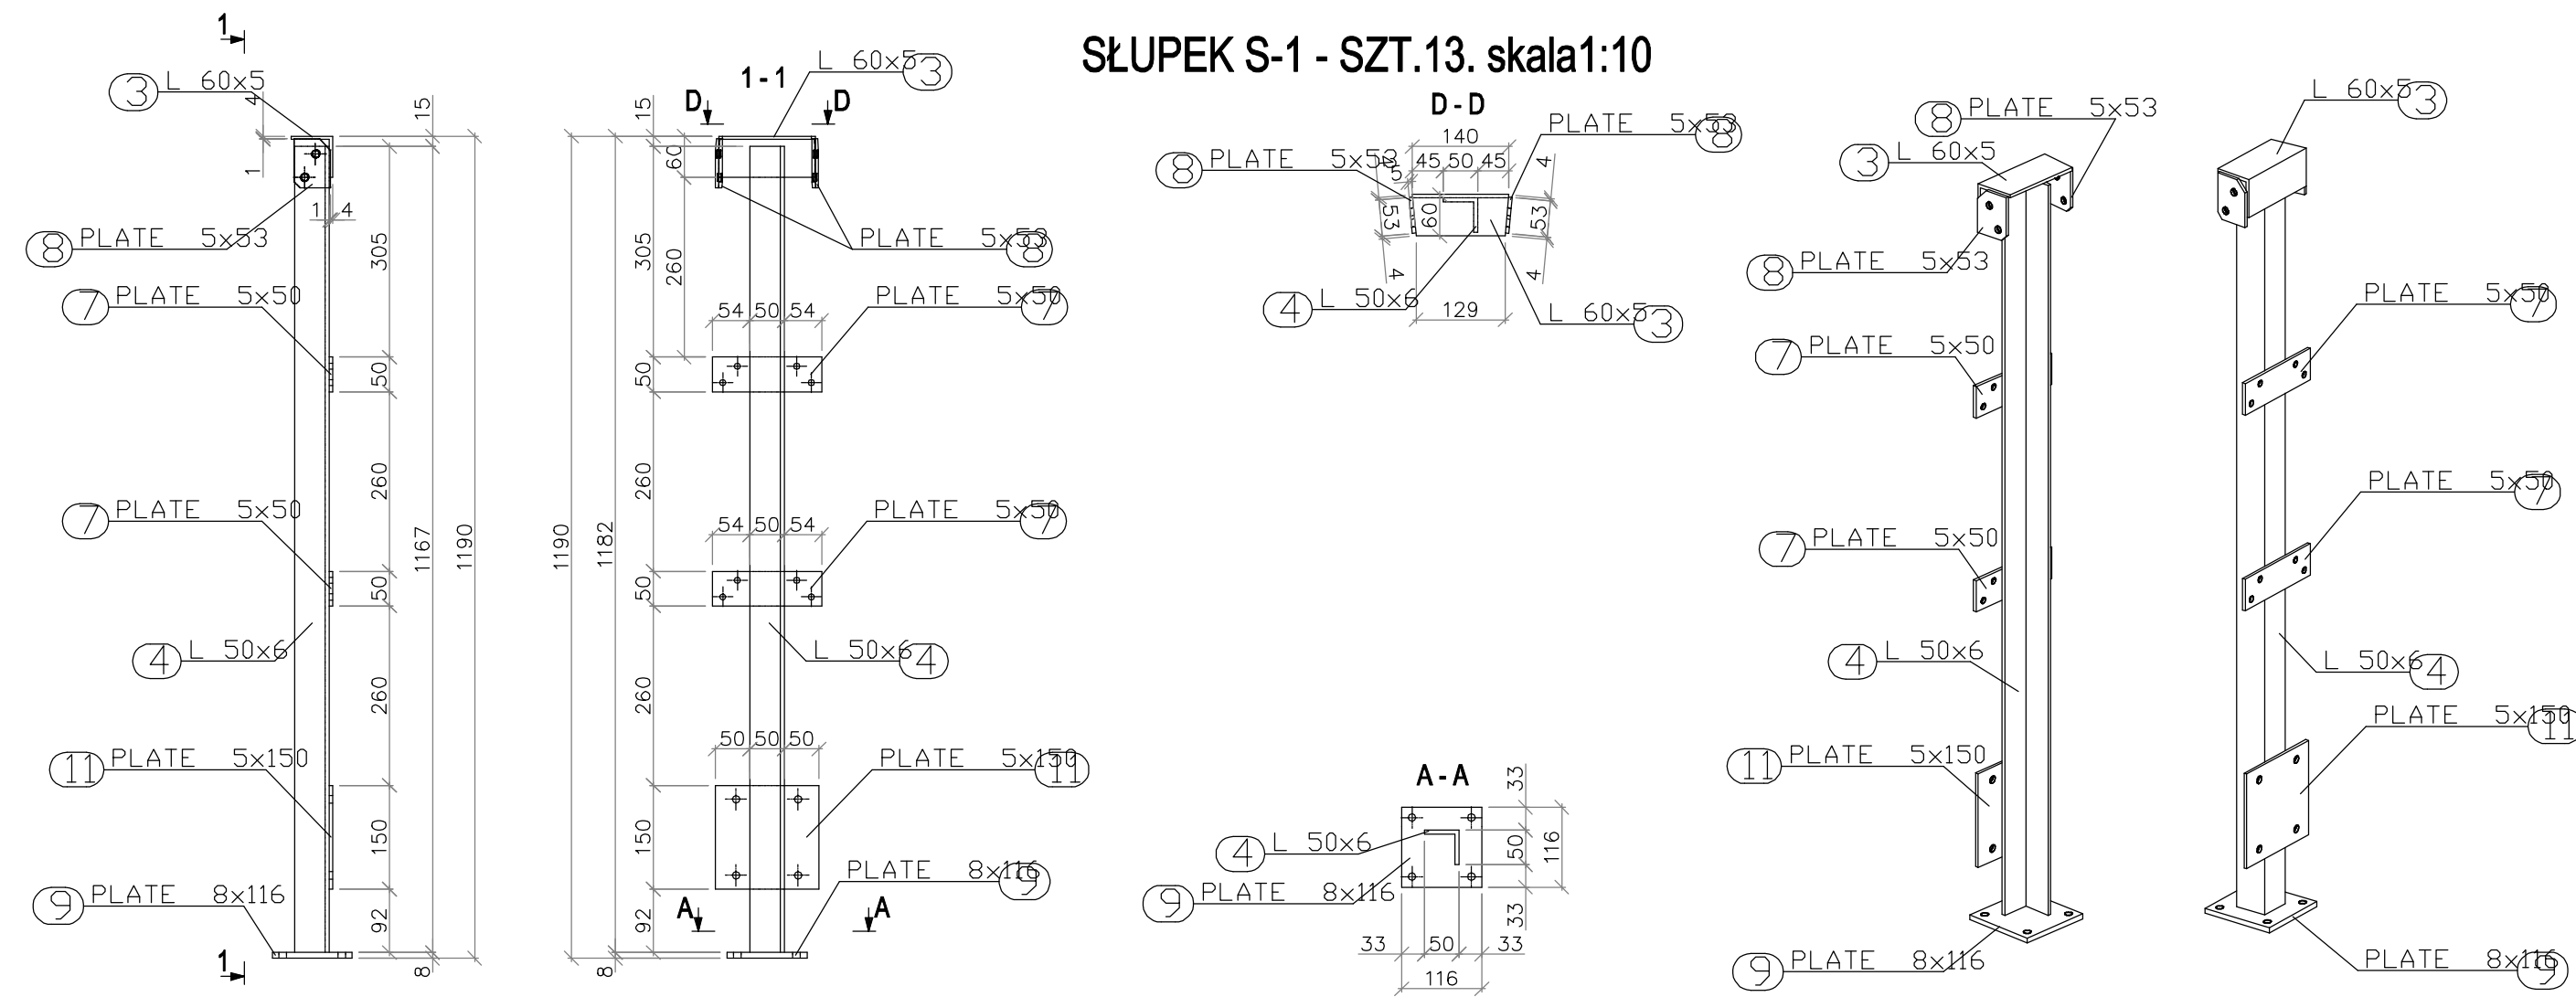 SŁUPEK S-1 - SZT.13. skala1:10
1
3 L 60x5
4
1
15
8 PLATE 5x53
1 4
305
7 PLATE 5x50
50
260
7 PLATE 5x50
50
1167
1190
4 L 50x6
260
11 PLATE 5x150
150
9 PLATE 8x116
92
8
1
1 - 1
L 60x5 3
D D
15
60
305
260
PLATE 5x53 8
54 50 54
PLATE 5x50 7
50
260
1190
1182
54 50 54
PLATE 5x50 7
50
L 50x6 4
260
50 50 50
PLATE 5x150 11
150
PLATE 8x116 9
A A
92
8
D - D
140
PLATE 5x53 8
8 PLATE 5x53
45 50 45
4
5
53
60
53
4
4
4 L 50x6
129
L 60x5 3
A - A
33
4 L 50x6
50
116
9 PLATE 8x116
33
33 50 33
116
8 PLATE 5x53
3 L 60x5
8 PLATE 5x53
7 PLATE 5x50
7 PLATE 5x50
4 L 50x6
11 PLATE 5x150
9 PLATE 8x116
L 60x5 3
PLATE 5x50 7
PLATE 5x50 7
L 50x6 4
PLATE 5x150 11
PLATE 8x116 9